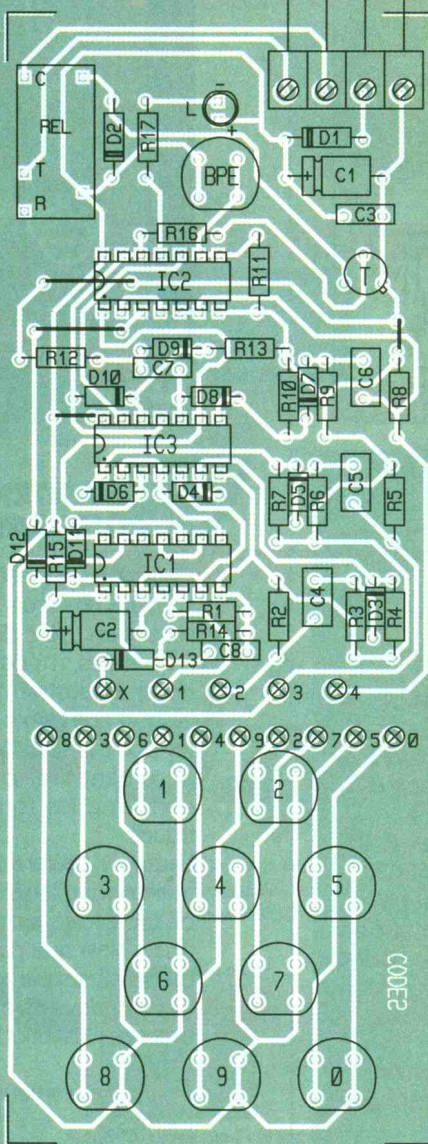 C
REL
T
R
D2
R17
L
-
+
BPE
D1
+
C1
C3
T
R16
IC2
R11
R12
D9
C7
R13
D10
D8
R10
D7
R9
C6
R8
IC3
D6
D4
R7
D5
R6
C5
R5
D12
R15
D11
IC1
R1
R14
C8
R2
C4
R3
D3
R4
+
C2
D13
X 1 2 3 4
8 3 6 1 4 9 2 7 5 0
1 2
3 4 5
6 7
8 9 0
CODES